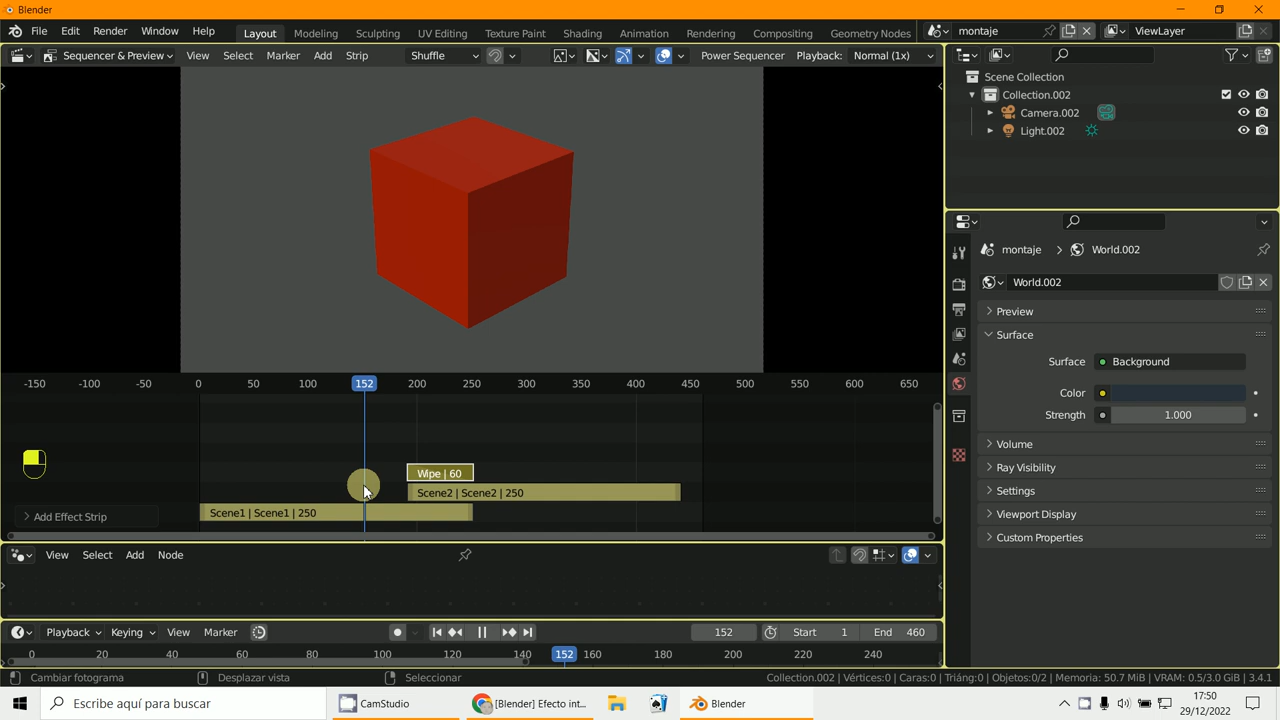 Blender
File Edit Render Window Help Layout Modeling Sculpting UV Editing Texture Paint Shading Animation Rendering Compositing Geometry Nodes montaje ViewLayer
Sequencer & Preview View Select Marker Add Strip Shuffle Power Sequencer Playback: Normal (1x)
Scene Collection
Collection.002
Camera.002
Light.002
montaje > World.002
World.002
Preview
Surface
Surface Background
Color
Strength 1.000
Volume
Ray Visibility
Settings
Viewport Display
Custom Properties
-150 -100 -50 0 50 100 152 200 250 300 350 400 450 500 550 600 650
Wipe | 60
Scene2 | Scene2 | 250
Scene1 | Scene1 | 250
Add Effect Strip
View Select Add Node
Playback Keying View Marker 152 Start 1 End 460
0 20 40 60 80 100 120 140 152 160 180 200 220 240
Cambiar fotograma Desplazar vista Seleccionar Collection.002 | Vértices:0 | Caras:0 | Triáng:0 | Objetos:0/2 | Memoria: 50.7 MiB | VRAM: 0.5/3.0 GiB | 3.4.1
Escribe aquí para buscar CamStudio [Blender] Efecto int... Blender 17:50
29/12/2022